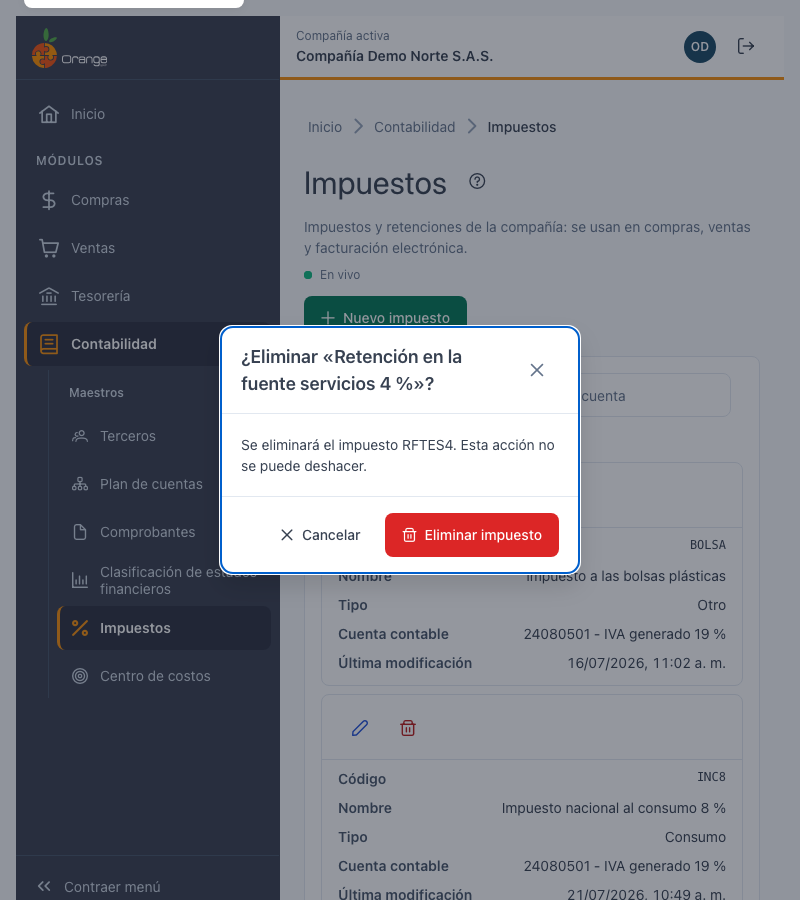 Orange
Compañía activa
Compañía Demo Norte S.A.S.
OD
Inicio
MÓDULOS
Compras
Ventas
Tesorería
Contabilidad
Maestros
Terceros
Plan de cuentas
Comprobantes
Clasificación de estados
financieros
Impuestos
Centro de costos
Contraer menú
Inicio
Contabilidad
Impuestos
Impuestos
Impuestos y retenciones de la compañía: se usan en compras, ventas
y facturación electrónica.
En vivo
Nuevo impuesto
cuenta
¿Eliminar «Retención en la
fuente servicios 4 %»?
Se eliminará el impuesto RFTES4. Esta acción no
se puede deshacer.
Cancelar
Eliminar impuesto
BOLSA
Nombre Impuesto a las bolsas plásticas
Tipo Otro
Cuenta contable 24080501 - IVA generado 19 %
Última modificación 16/07/2026, 11:02 a. m.
Código INC8
Nombre Impuesto nacional al consumo 8 %
Tipo Consumo
Cuenta contable 24080501 - IVA generado 19 %
Última modificación 21/07/2026, 10:49 a. m.